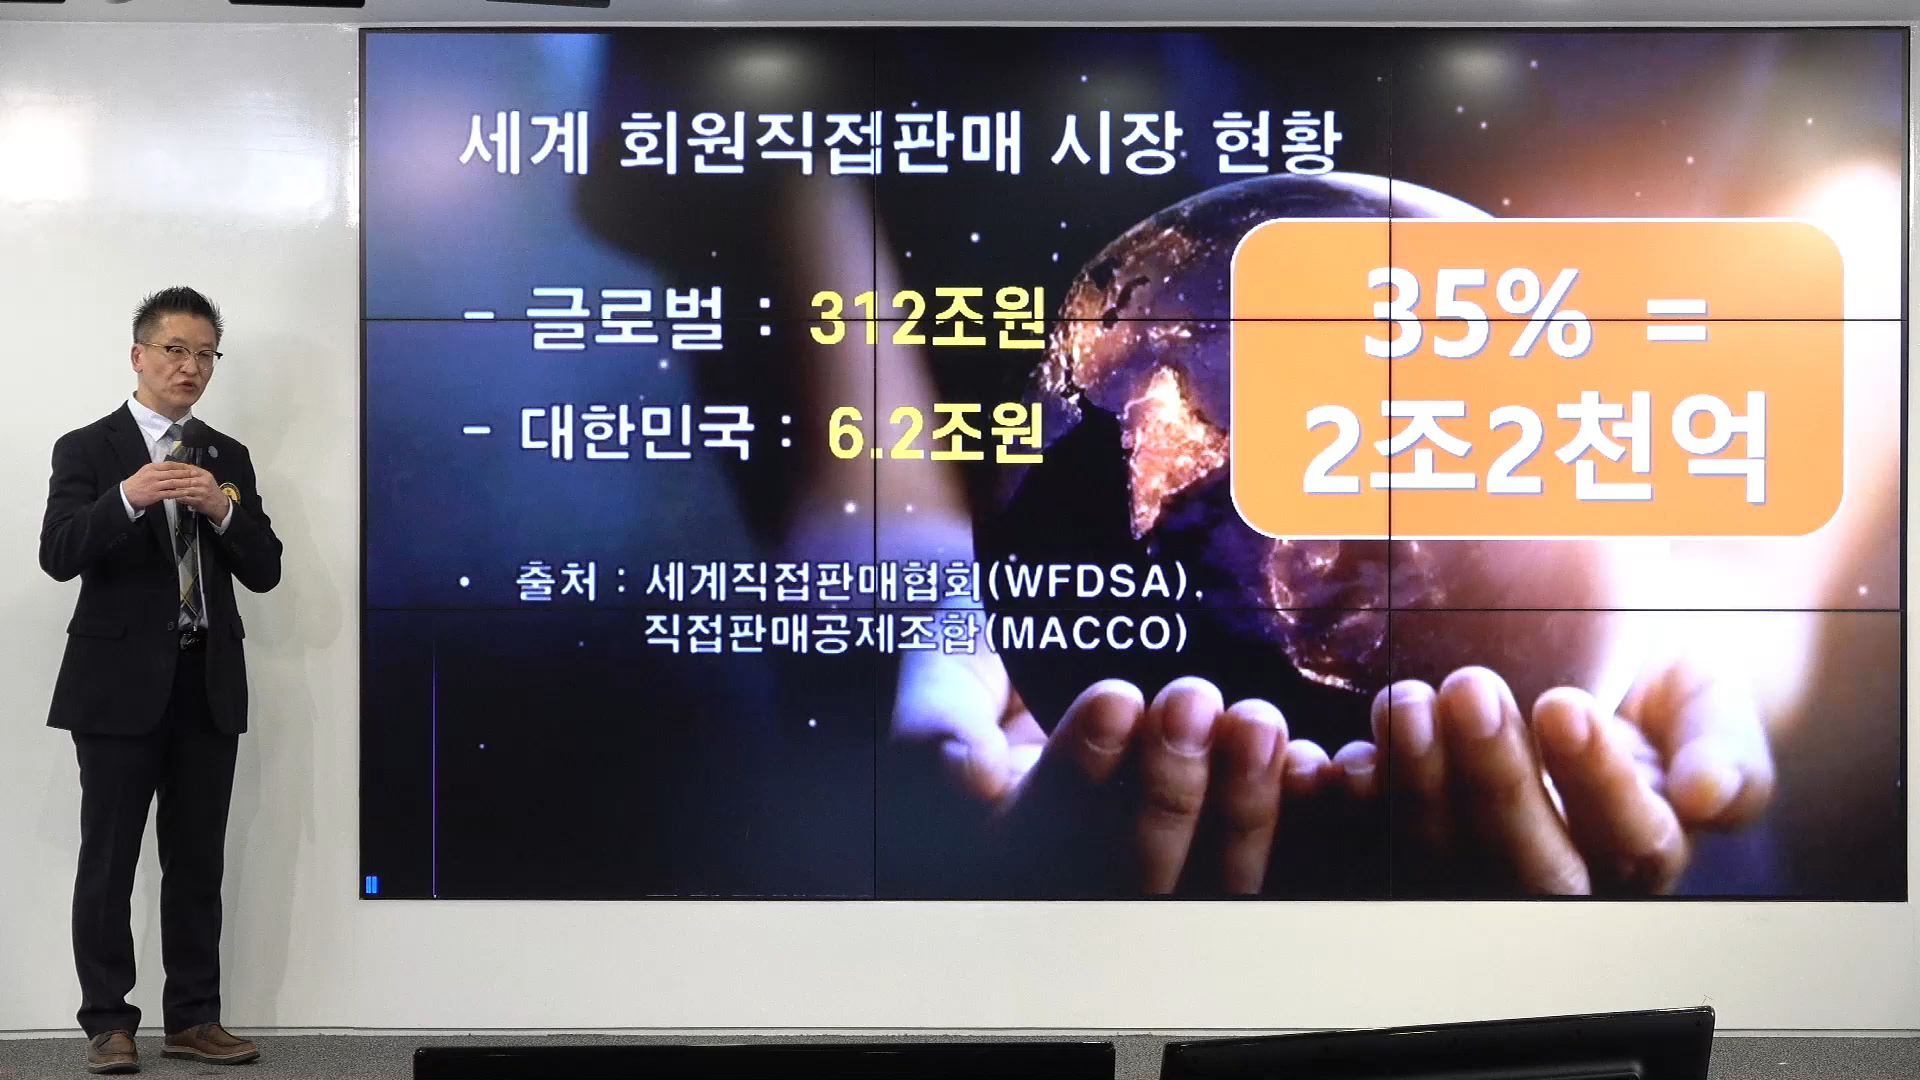 세계 회원직접판매 시장 현황
- 글로벌 : 312조원
- 대한민국 : 6.2조원
35% =
2조2천억
• 출처 : 세계직접판매협회(WFDSA),
직접판매공제조합(MACCO)